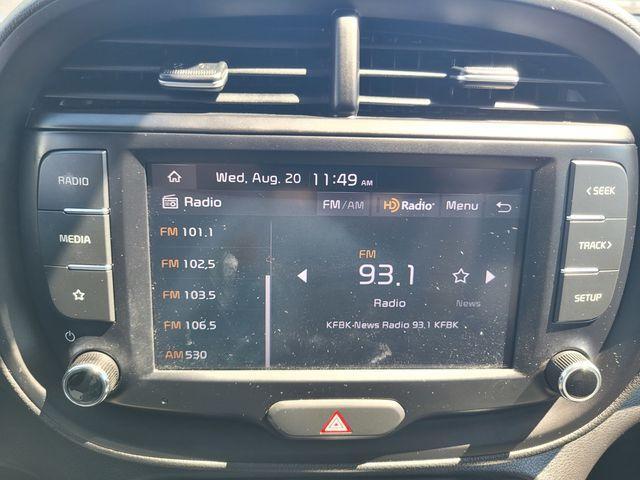 Wed, Aug. 20 11:49 AM
RADIO
Radio FM/AM HD Radio Menu
< SEEK
FM 101.1
MEDIA
FM 102.5
FM
93.1
TRACK >
FM 103.5
Radio
News
SETUP
FM 106.5
KFBK-News Radio 93.1 KFBK
AM 530